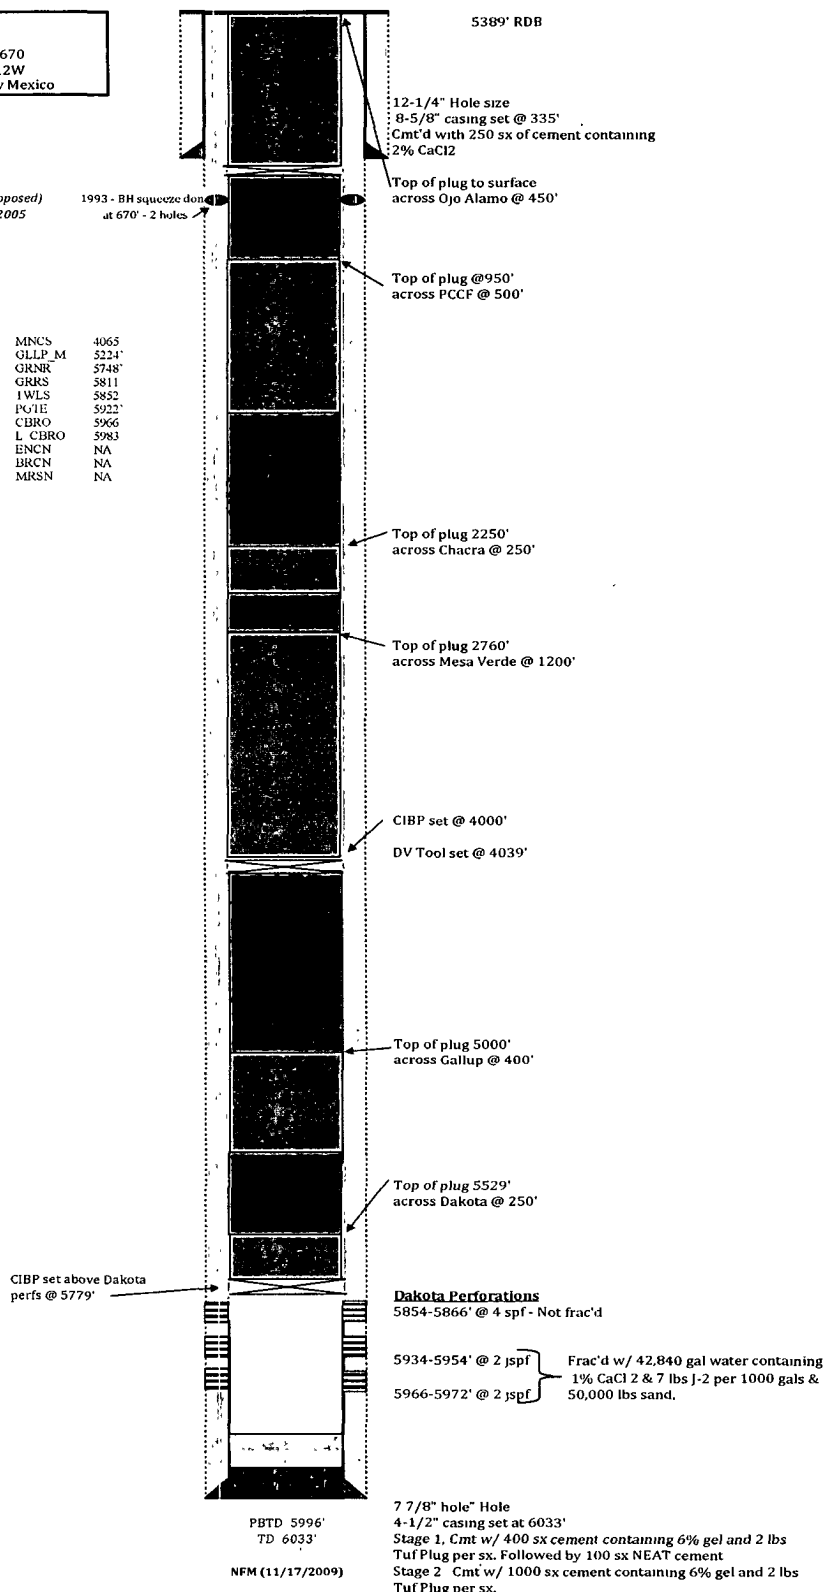 5389' RDB
670
2W
Mexico
12-1/4" Hole size
8-5/8" casing set @ 335'
Cmt'd with 250 sx of cement containing
2% CaCl2
Top of plug to surface
across Ojo Alamo @ 450'
oposed)
2005
1993 - BH squeeze don
at 670' - 2 holes
Top of plug @950'
across PCCF @ 500'
MNCS 4065
GLLP_M 5224'
GRNR 5748'
GRRS 5811
TWLS 5852
PGTE 5922'
CBRO 5966
L CBRO 5983
ENCN NA
BRCN NA
MRSN NA
Top of plug 2250'
across Chacra @ 250'
Top of plug 2760'
across Mesa Verde @ 1200'
CIBP set @ 4000'
DV Tool set @ 4039'
Top of plug 5000'
across Gallup @ 400'
Top of plug 5529'
across Dakota @ 250'
CIBP set above Dakota
perfs @ 5779'
Dakota Perforations
5854-5866' @ 4 spf - Not frac'd
5934-5954' @ 2 jspf
5966-5972' @ 2 jspf
Frac'd w/ 42,840 gal water containing
1% CaCl 2 & 7 lbs J-2 per 1000 gals &
50,000 lbs sand.
7 7/8" hole" Hole
4-1/2" casing set at 6033'
Stage 1, Cmt w/ 400 sx cement containing 6% gel and 2 lbs
Tuf Plug per sx. Followed by 100 sx NEAT cement
Stage 2 Cmt w/ 1000 sx cement containing 6% gel and 2 lbs
Tuf Plug per sx.
PBTD 5996'
TD 6033'
NFM (11/17/2009)